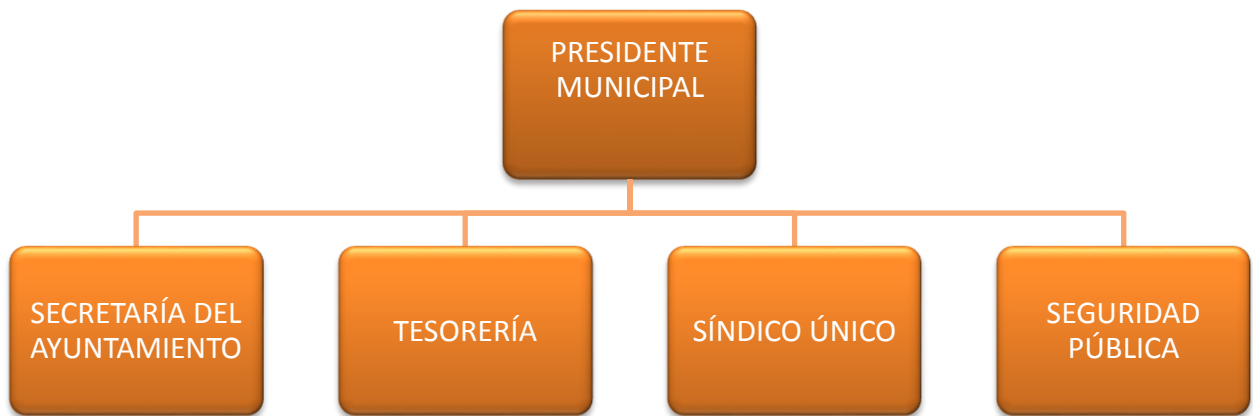 PRESIDENTE
MUNICIPAL
SECRETARÍA DEL
AYUNTAMIENTO
TESORERÍA
SÍNDICO ÚNICO
SEGURIDAD
PÚBLICA